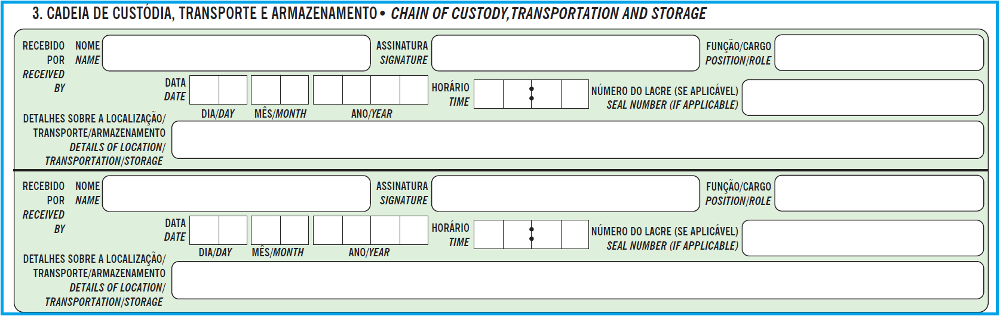 3. CADEIA DE CUSTÓDIA, TRANSPORTE E ARMAZENAMENTO • CHAIN OF CUSTODY, TRANSPORTATION AND STORAGE
RECEBIDO POR
RECEIVED BY
NOME
NAME
ASSINATURA
SIGNATURE
FUNÇÃO/CARGO
POSITION/ROLE
DATA
DATE
DIA/DAY
MÊS/MONTH
ANO/YEAR
HORÁRIO
TIME
:
NÚMERO DO LACRE (SE APLICÁVEL)
SEAL NUMBER (IF APPLICABLE)
DETALHES SOBRE A LOCALIZAÇÃO/
TRANSPORTE/ARMAZENAMENTO
DETAILS OF LOCATION/
TRANSPORTATION/STORAGE
RECEBIDO POR
RECEIVED BY
NOME
NAME
ASSINATURA
SIGNATURE
FUNÇÃO/CARGO
POSITION/ROLE
DATA
DATE
DIA/DAY
MÊS/MONTH
ANO/YEAR
HORÁRIO
TIME
:
NÚMERO DO LACRE (SE APLICÁVEL)
SEAL NUMBER (IF APPLICABLE)
DETALHES SOBRE A LOCALIZAÇÃO/
TRANSPORTE/ARMAZENAMENTO
DETAILS OF LOCATION/
TRANSPORTATION/STORAGE